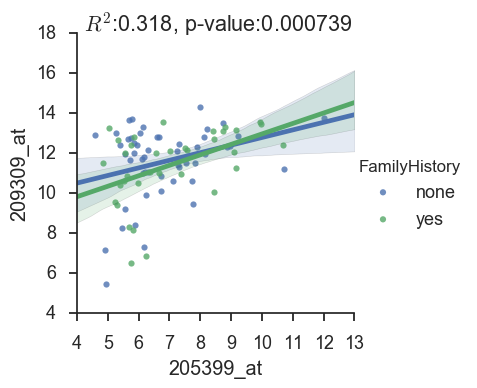 R²:0.318, p-value:0.000739
18
16
14
12
10
8
6
4
209309_at
4 5 6 7 8 9 10 11 12 13
205399_at
FamilyHistory
none
yes